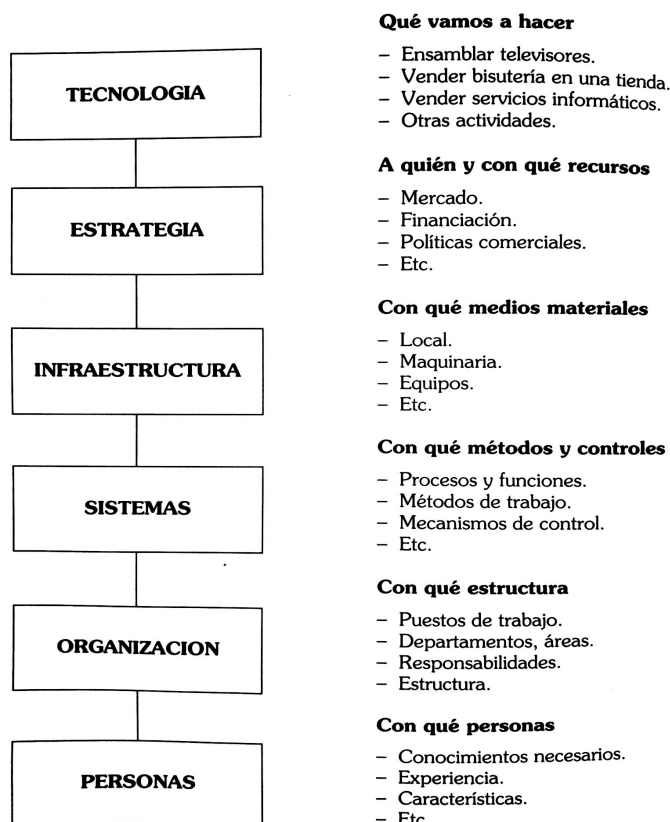 TECNOLOGIA
Qué vamos a hacer
– Ensamblar televisores.
– Vender bisutería en una tienda.
– Vender servicios informáticos.
– Otras actividades.
ESTRATEGIA
A quién y con qué recursos
– Mercado.
– Financiación.
– Políticas comerciales.
– Etc.
INFRAESTRUCTURA
Con qué medios materiales
– Local.
– Maquinaria.
– Equipos.
– Etc.
SISTEMAS
Con qué métodos y controles
– Procesos y funciones.
– Métodos de trabajo.
– Mecanismos de control.
– Etc.
ORGANIZACION
Con qué estructura
– Puestos de trabajo.
– Departamentos, áreas.
– Responsabilidades.
– Estructura.
PERSONAS
Con qué personas
– Conocimientos necesarios.
– Experiencia.
– Características.
– Etc.